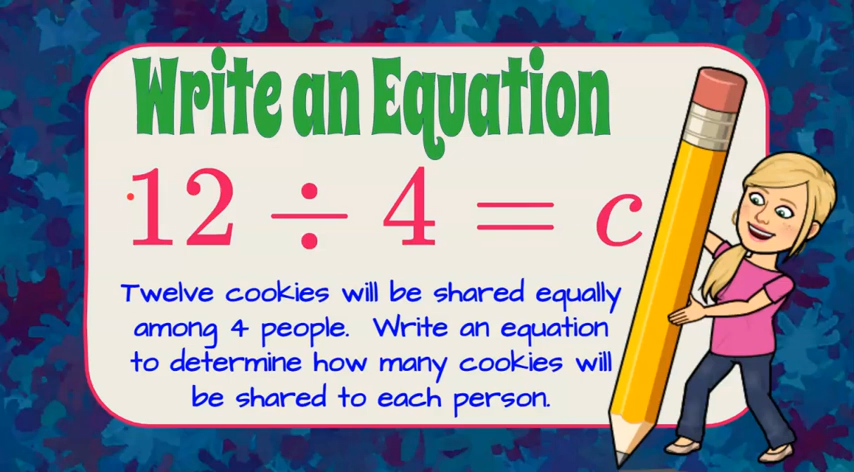 Write an Equation
12 ÷ 4 = c
Twelve cookies will be shared equally
among 4 people. Write an equation
to determine how many cookies will
be shared to each person.